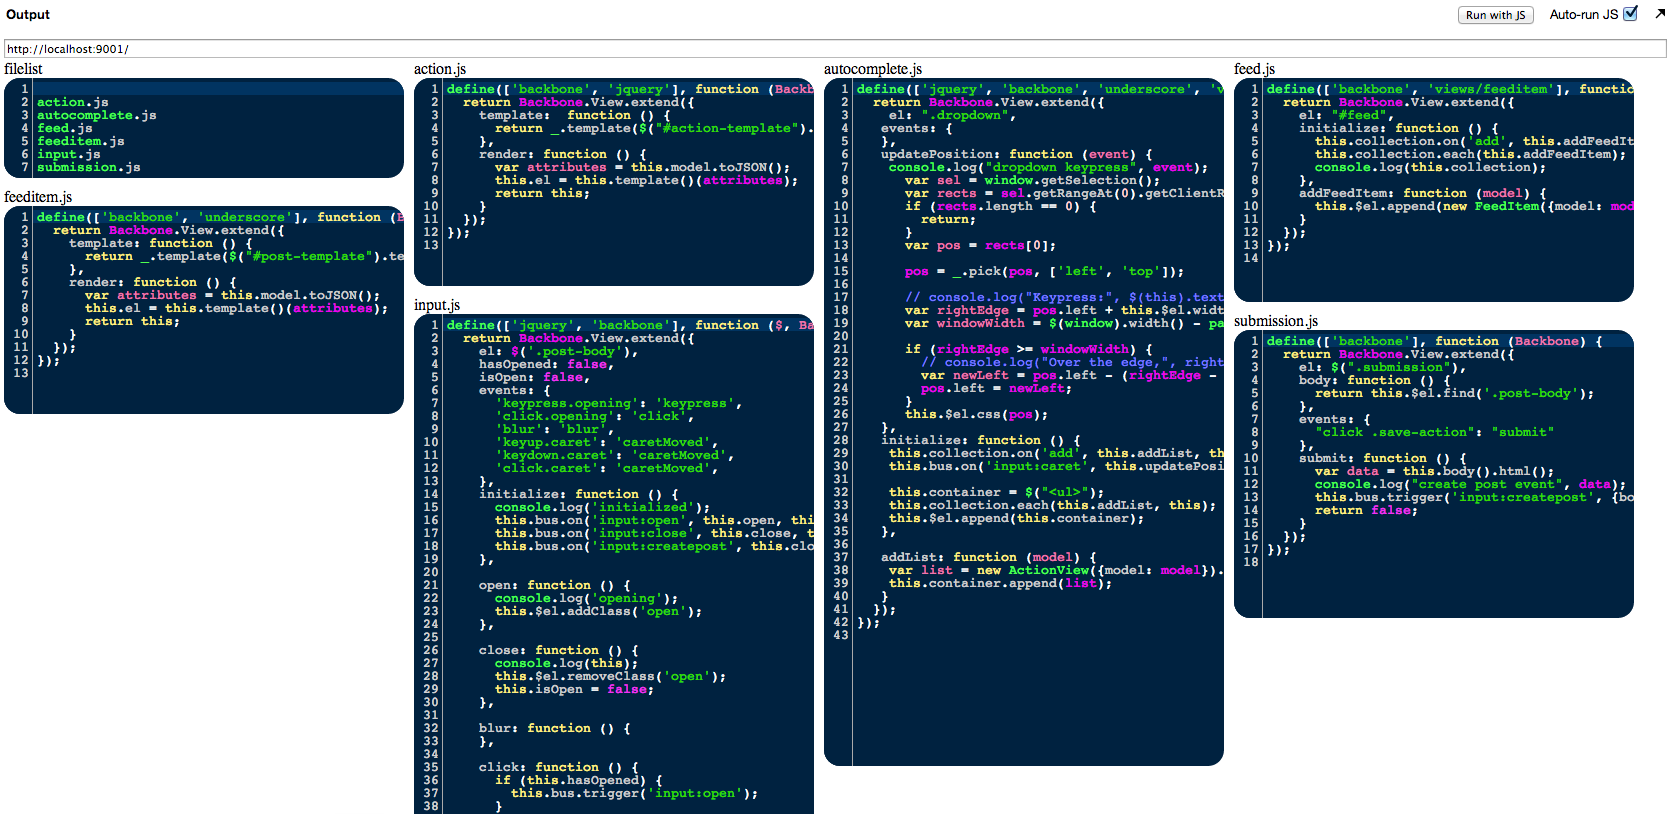 Output
Run with JS
Auto-run JS
http://localhost:9001/
filelist
1
2 action.js
3 autocomplete.js
4 feed.js
5 feeditem.js
6 input.js
7 submission.js
feeditem.js
1 define(['backbone', 'underscore'], function (B
2   return Backbone.View.extend({
3     template: function () {
4       return _.template($("#post-template").te
5     },
6     render: function () {
7       var attributes = this.model.toJSON();
8       this.el = this.template()(attributes);
9       return this;
10     }
11   });
12 });
13
action.js
1 define(['backbone', 'jquery'], function (Backb
2   return Backbone.View.extend({
3     template:  function () {
4       return _.template($("#action-template").
5     },
6     render: function () {
7       var attributes = this.model.toJSON();
8       this.el = this.template()(attributes);
9       return this;
10     }
11   });
12 });
13
input.js
1 define(['jquery', 'backbone'], function ($, Ba
2   return Backbone.View.extend({
3     el: $('.post-body'),
4     hasOpened: false,
5     isOpen: false,
6     events: {
7       'keypress.opening': 'keypress',
8       'click.opening': 'click',
9       'blur': 'blur',
10       'keyup.caret': 'caretMoved',
11       'keydown.caret': 'caretMoved',
12       'click.caret': 'caretMoved',
13     },
14     initialize: function () {
15       console.log('initialized');
16       this.bus.on('input:open', this.open, thi
17       this.bus.on('input:close', this.close, t
18       this.bus.on('input:createpost', this.clo
19     },
20
21     open: function () {
22       console.log('opening');
23       this.$el.addClass('open');
24     },
25
26     close: function () {
27       console.log(this);
28       this.$el.removeClass('open');
29       this.isOpen = false;
30     },
31
32     blur: function () {
33     },
34
35     click: function () {
36       if (this.hasOpened) {
37         this.bus.trigger('input:open');
38       }
autocomplete.js
1 define(['jquery', 'backbone', 'underscore', 'v
2   return Backbone.View.extend({
3     el: ".dropdown",
4    events: {
5    },
6    updatePosition: function (event) {
7     console.log("dropdown keypress", event);
8       var sel = window.getSelection();
9       var rects = sel.getRangeAt(0).getClientR
10       if (rects.length == 0) {
11         return;
12       }
13       var pos = rects[0];
14
15       pos = _.pick(pos, ['left', 'top']);
16
17       // console.log("Keypress:", $(this).text
18       var rightEdge = pos.left + this.$el.widt
19       var windowWidth = $(window).width() - pa
20
21       if (rightEdge >= windowWidth) {
22         // console.log("Over the edge,", right
23         var newLeft = pos.left - (rightEdge -
24         pos.left = newLeft;
25       }
26       this.$el.css(pos);
27    },
28    initialize: function () {
29     this.collection.on('add', this.addList, th
30     this.bus.on('input:caret', this.updatePosi
31
32     this.container = $("<ul>");
33     this.collection.each(this.addList, this);
34     this.$el.append(this.container);
35    },
36
37    addList: function (model) {
38     var list = new ActionView({model: model}).
39     this.container.append(list);
40    }
41   });
42 });
43
feed.js
1 define(['backbone', 'views/feeditem'], functio
2   return Backbone.View.extend({
3     el: "#feed",
4     initialize: function () {
5       this.collection.on('add', this.addFeedIt
6       this.collection.each(this.addFeedItem);
7       console.log(this.collection);
8     },
9     addFeedItem: function (model) {
10       this.$el.append(new FeedItem({model: mod
11     }
12   });
13 });
14
submission.js
1 define(['backbone'], function (Backbone) {
2   return Backbone.View.extend({
3     el: $(".submission"),
4     body: function () {
5       return this.$el.find('.post-body');
6     },
7     events: {
8       "click .save-action": "submit"
9     },
10     submit: function () {
11       var data = this.body().html();
12       console.log("create post event", data);
13       this.bus.trigger('input:createpost', {bo
14       return false;
15     }
16   });
17 });
18